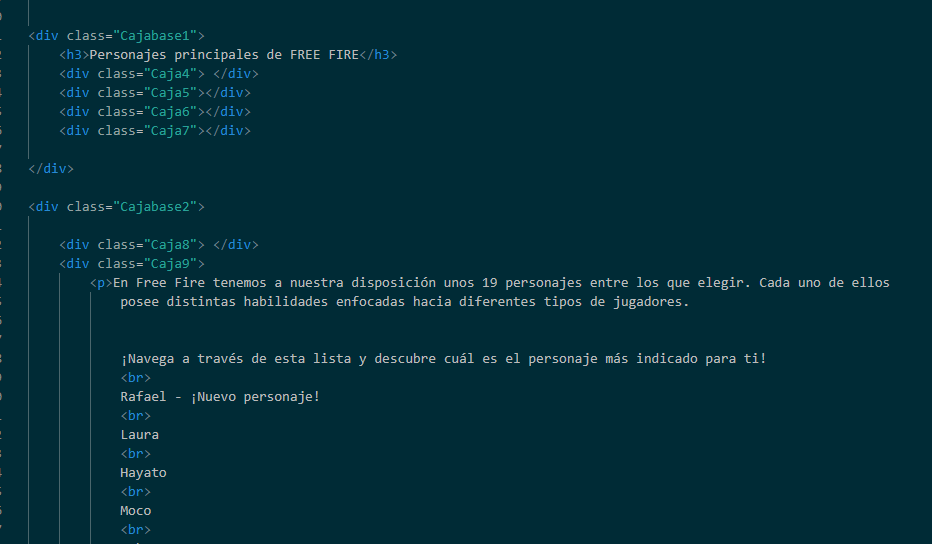 <div class="Cajabase1">
<h3>Personajes principales de FREE FIRE</h3>
<div class="Caja4"> </div>
<div class="Caja5"></div>
<div class="Caja6"></div>
<div class="Caja7"></div>
</div>
<div class="Cajabase2">
<div class="Caja8"> </div>
<div class="Caja9">
<p>En Free Fire tenemos a nuestra disposición unos 19 personajes entre los que elegir. Cada uno de ellos
posee distintas habilidades enfocadas hacia diferentes tipos de jugadores.
¡Navega a través de esta lista y descubre cuál es el personaje más indicado para ti!
<br>
Rafael - ¡Nuevo personaje!
<br>
Laura
<br>
Hayato
<br>
Moco
<br>